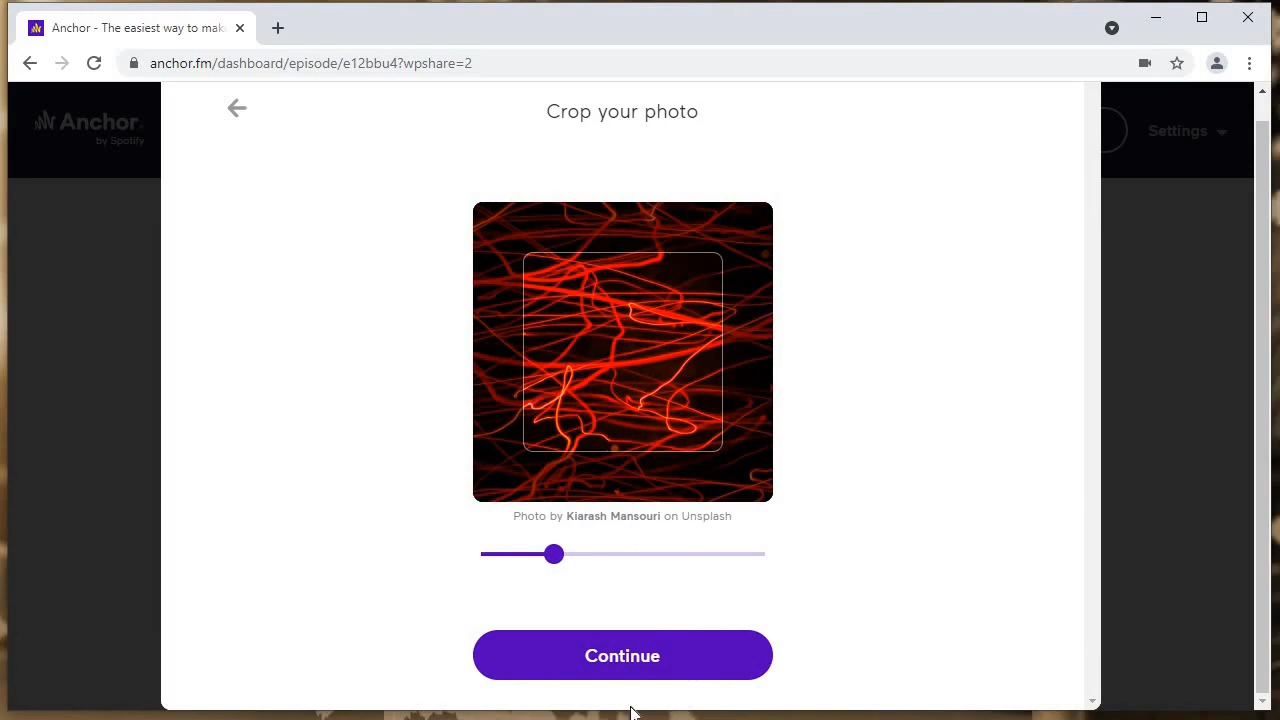 Anchor - The easiest way to mak
anchor.fm/dashboard/episode/e12bbu4?wpshare=2
Anchor
by Spotify
Settings
Crop your photo
Photo by Kiarash Mansouri on Unsplash
Continue